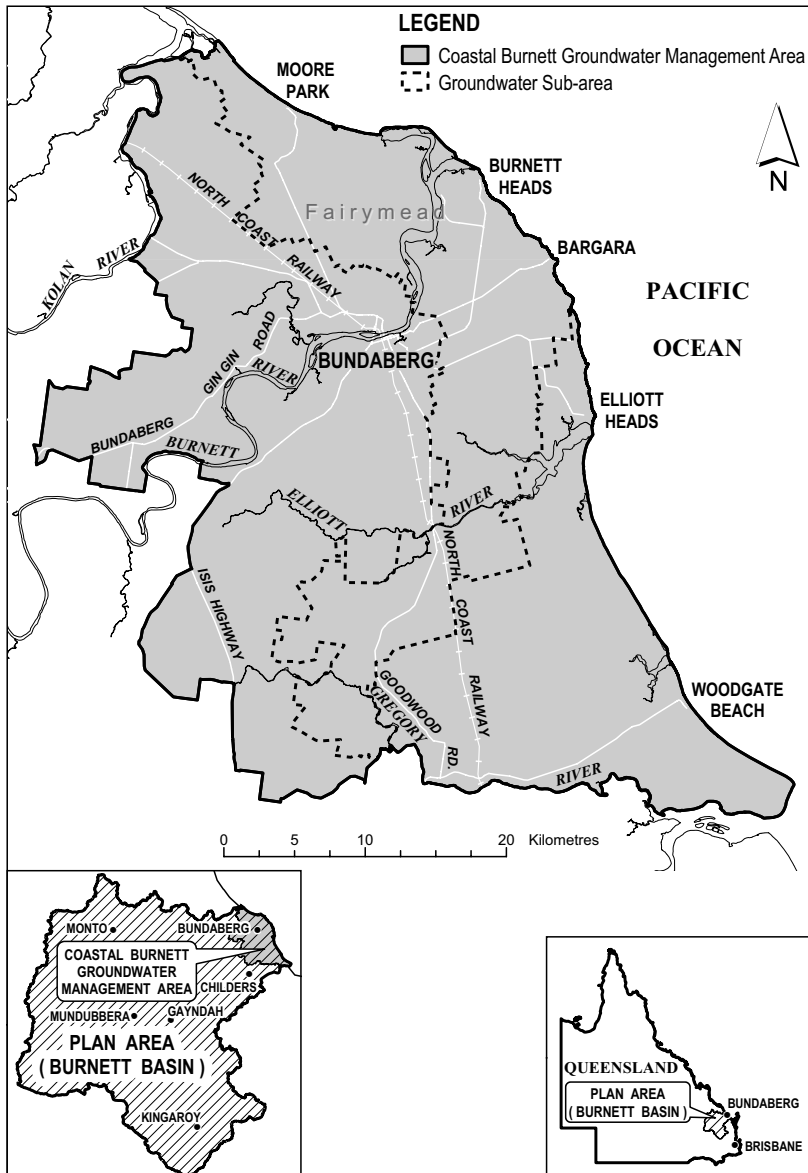 LEGEND
Coastal Burnett Groundwater Management Area
Groundwater Sub-area
MOORE
PARK
N
BURNETT
HEADS
NORTH COAST RAILWAY
Fairymead
BARGARA
KOLAN RIVER
PACIFIC
OCEAN
BUNDABERG
BUNDABERG GIN GIN ROAD
BURNETT RIVER
ELLIOTT
HEADS
ELLIOTT RIVER
NORTH COAST RAILWAY
ISIS HIGHWAY
GOODWOOD RD.
GREGORY RIVER
WOODGATE
BEACH
0 5 10 20 Kilometres
MONTO
BUNDABERG
COASTAL BURNETT
GROUNDWATER
MANAGEMENT AREA
CHILDERS
MUNDUBBERA
GAYNDAH
PLAN AREA
( BURNETT BASIN )
KINGAROY
QUEENSLAND
PLAN AREA
( BURNETT BASIN )
BUNDABERG
BRISBANE